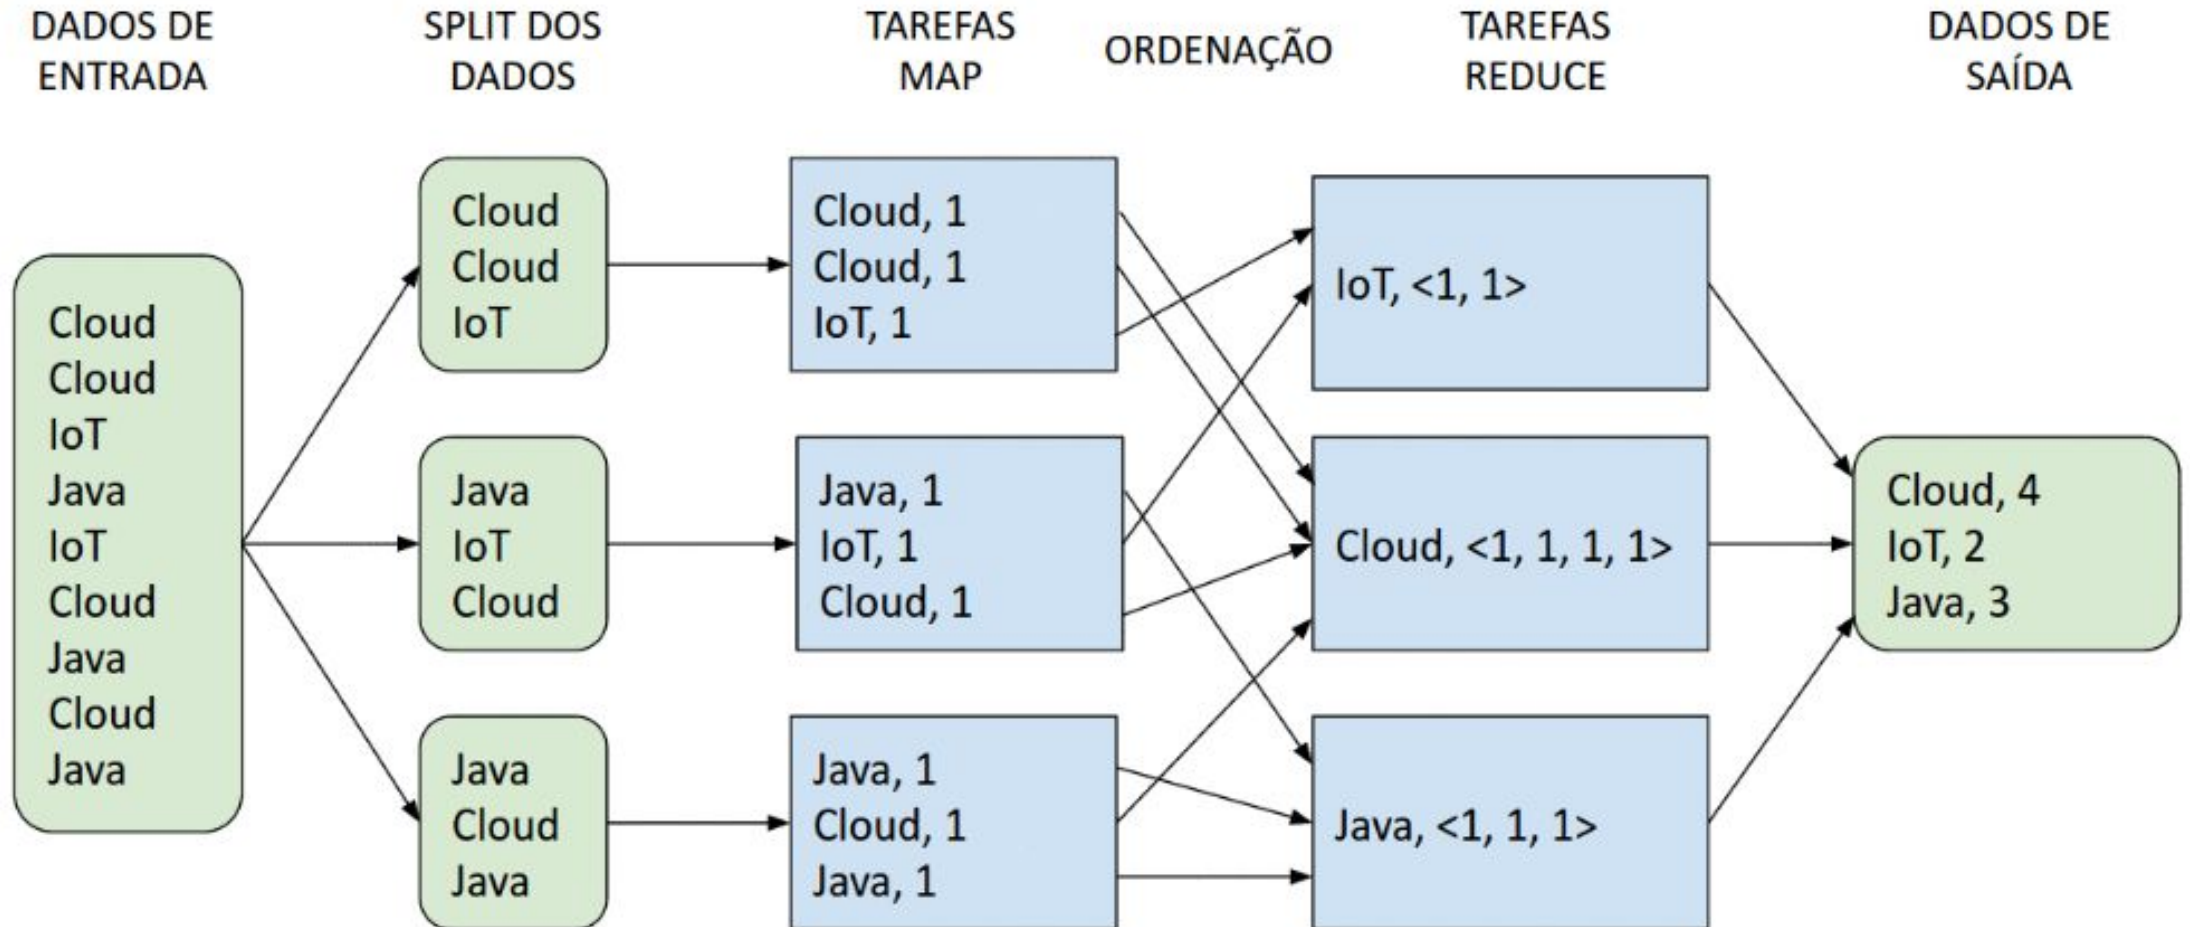 DADOS DE
ENTRADA
SPLIT DOS
DADOS
TAREFAS
MAP
ORDENAÇÃO
TAREFAS
REDUCE
DADOS DE
SAÍDA
Cloud
Cloud
IoT
Java
IoT
Cloud
Java
Cloud
Java
Cloud
Cloud
IoT
Java
IoT
Cloud
Java
Cloud
Java
Cloud, 1
Cloud, 1
IoT, 1
Java, 1
IoT, 1
Cloud, 1
Java, 1
Cloud, 1
Java, 1
IoT, <1, 1>
Cloud, <1, 1, 1, 1>
Java, <1, 1, 1>
Cloud, 4
IoT, 2
Java, 3